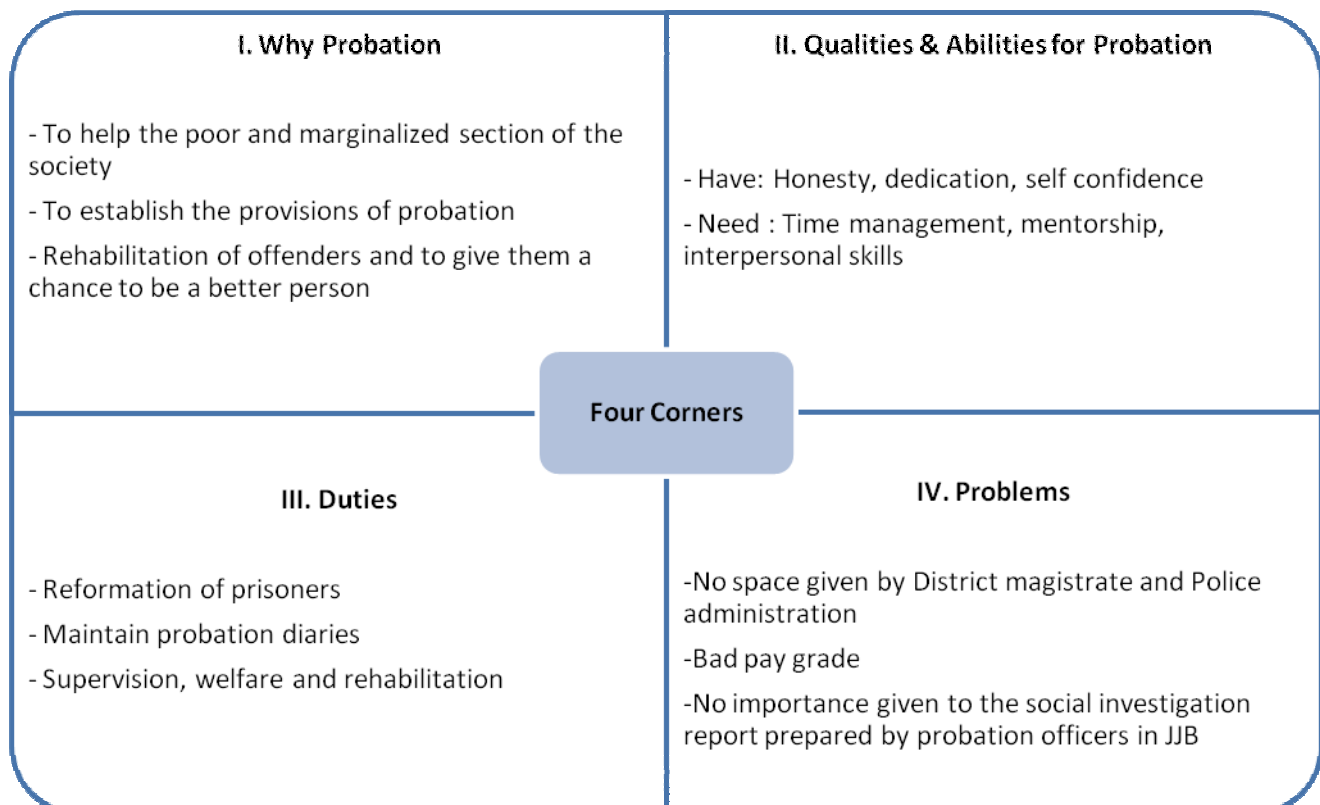 I. Why Probation
- To help the poor and marginalized section of the
society
- To establish the provisions of probation
- Rehabilitation of offenders and to give them a
chance to be a better person
II. Qualities & Abilities for Probation
- Have: Honesty, dedication, self confidence
- Need : Time management, mentorship,
interpersonal skills
Four Corners
III. Duties
- Reformation of prisoners
- Maintain probation diaries
- Supervision, welfare and rehabilitation
IV. Problems
-No space given by District magistrate and Police
administration
-Bad pay grade
-No importance given to the social investigation
report prepared by probation officers in JJB